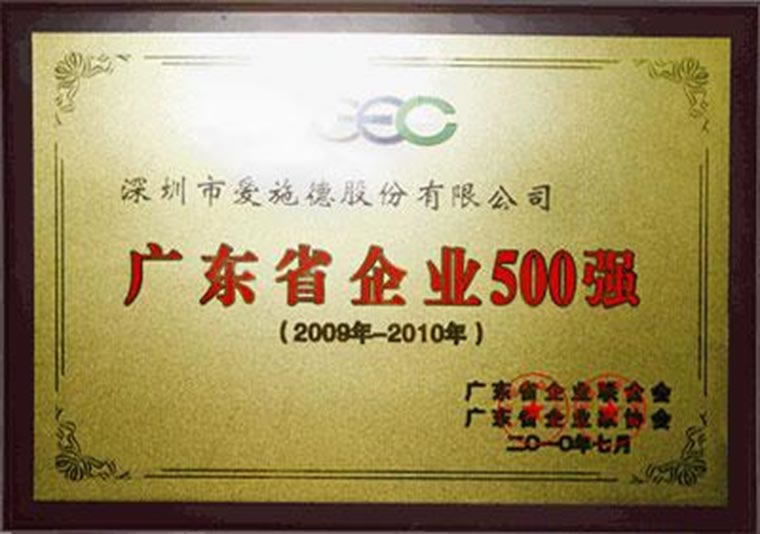 GEC
深圳市爱施德股份有限公司
广东省企业500强
(2009年-2010年)
广东省企业联合会
广东省企业家协会
二〇一〇年七月